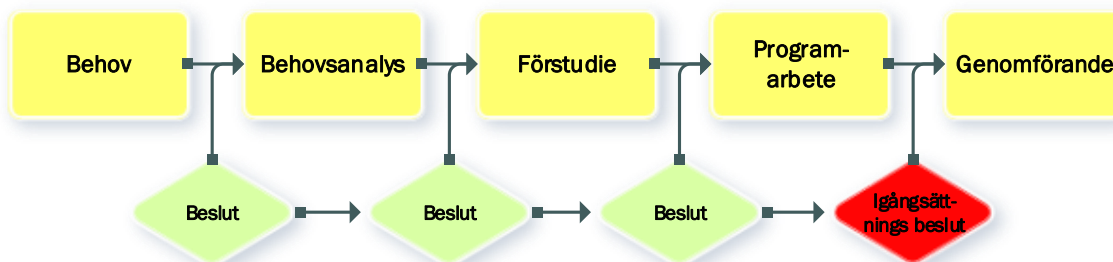 Behov
Behovsanalys
Förstudie
Program-
arbete
Genomförande
Beslut
Beslut
Beslut
Igångsätt-
nings beslut